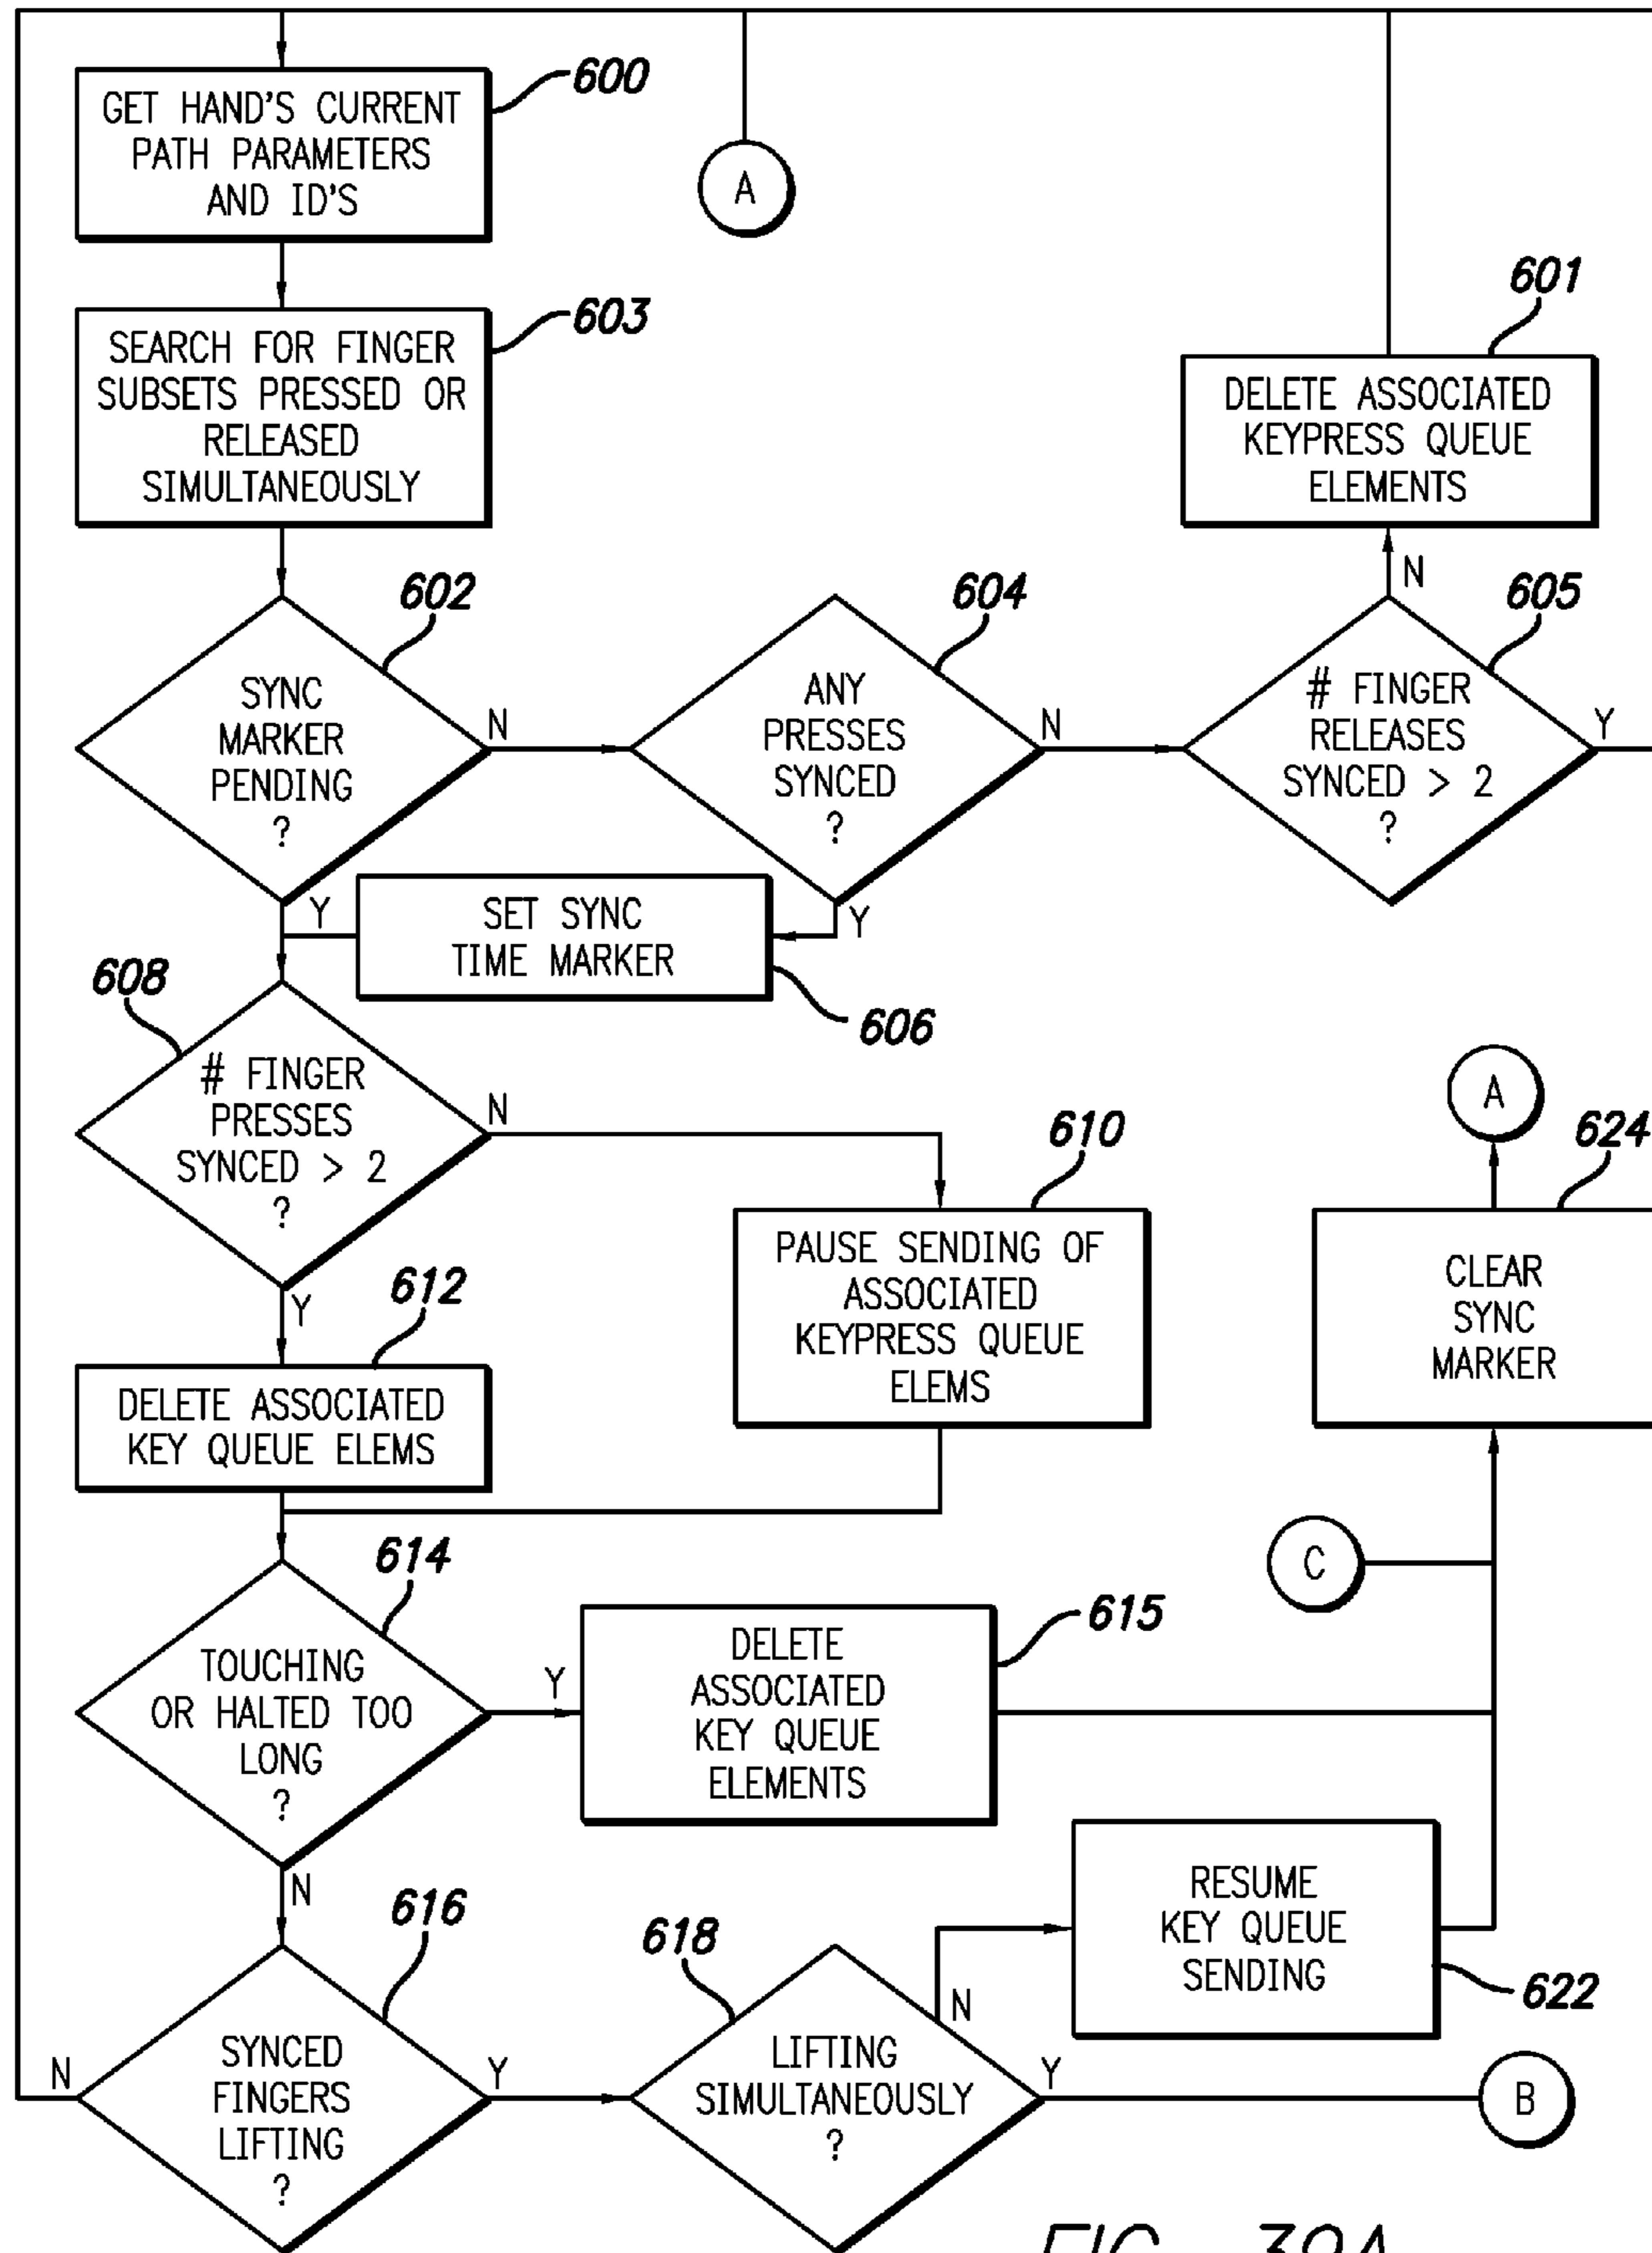 600
GET HAND'S CURRENT
PATH PARAMETERS
AND ID'S
A
603
SEARCH FOR FINGER
SUBSETS PRESSED OR
RELEASED
SIMULTANEOUSLY
601
DELETE ASSOCIATED
KEYPRESS QUEUE
ELEMENTS
N
602
SYNC
MARKER
PENDING
?
N
Y
604
ANY
PRESSES
SYNCED
?
N
Y
605
# FINGER
RELEASES
SYNCED > 2
?
Y
SET SYNC
TIME MARKER
606
608
# FINGER
PRESSES
SYNCED > 2
?
N
Y
610
PAUSE SENDING OF
ASSOCIATED
KEYPRESS QUEUE
ELEMS
A
624
CLEAR
SYNC
MARKER
612
DELETE ASSOCIATED
KEY QUEUE ELEMS
C
614
TOUCHING
OR HALTED TOO
LONG
?
Y
N
615
DELETE
ASSOCIATED
KEY QUEUE
ELEMENTS
RESUME
KEY QUEUE
SENDING
622
616
SYNCED
FINGERS
LIFTING
?
N
Y
618
LIFTING
SIMULTANEOUSLY
?
N
Y
B
FIG. 39A